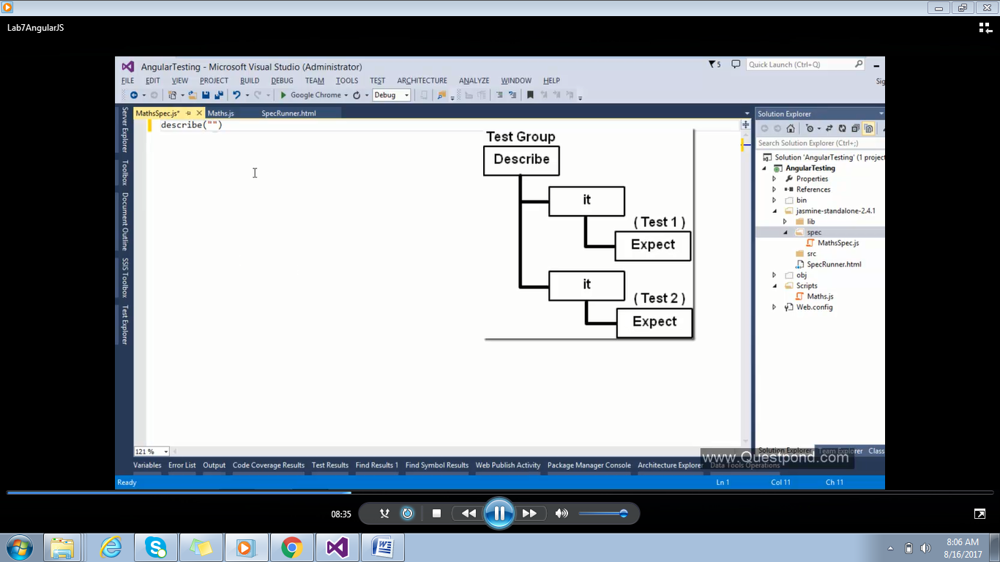 Lab7AngularJS
AngularTesting - Microsoft Visual Studio (Administrator)
5
Quick Launch (Ctrl+Q)
FILE EDIT VIEW PROJECT BUILD DEBUG TEAM TOOLS TEST ARCHITECTURE ANALYZE WINDOW HELP
Google Chrome
Debug
Server Explorer
Toolbox
Document Outline
SSIS Toolbox
Test Explorer
MathsSpec.js* Maths.js SpecRunner.html
describe("")
Test Group
Describe
it
( Test 1 )
Expect
it
( Test 2 )
Expect
Solution Explorer
Search Solution Explorer (Ctrl+;)
Solution 'AngularTesting' (1 project
AngularTesting
Properties
References
bin
jasmine-standalone-2.4.1
lib
spec
MathsSpec.js
src
SpecRunner.html
obj
Scripts
Maths.js
Web.config
121 %
Solution Explorer Team Explorer Class
www.Questpond.com
Variables Error List Output Code Coverage Results Test Results Find Results 1 Find Symbol Results Web Publish Activity Package Manager Console Architecture Explorer Data Tools Operations
Ready Ln 1 Col 11 Ch 11
08:35
8:06 AM
8/16/2017